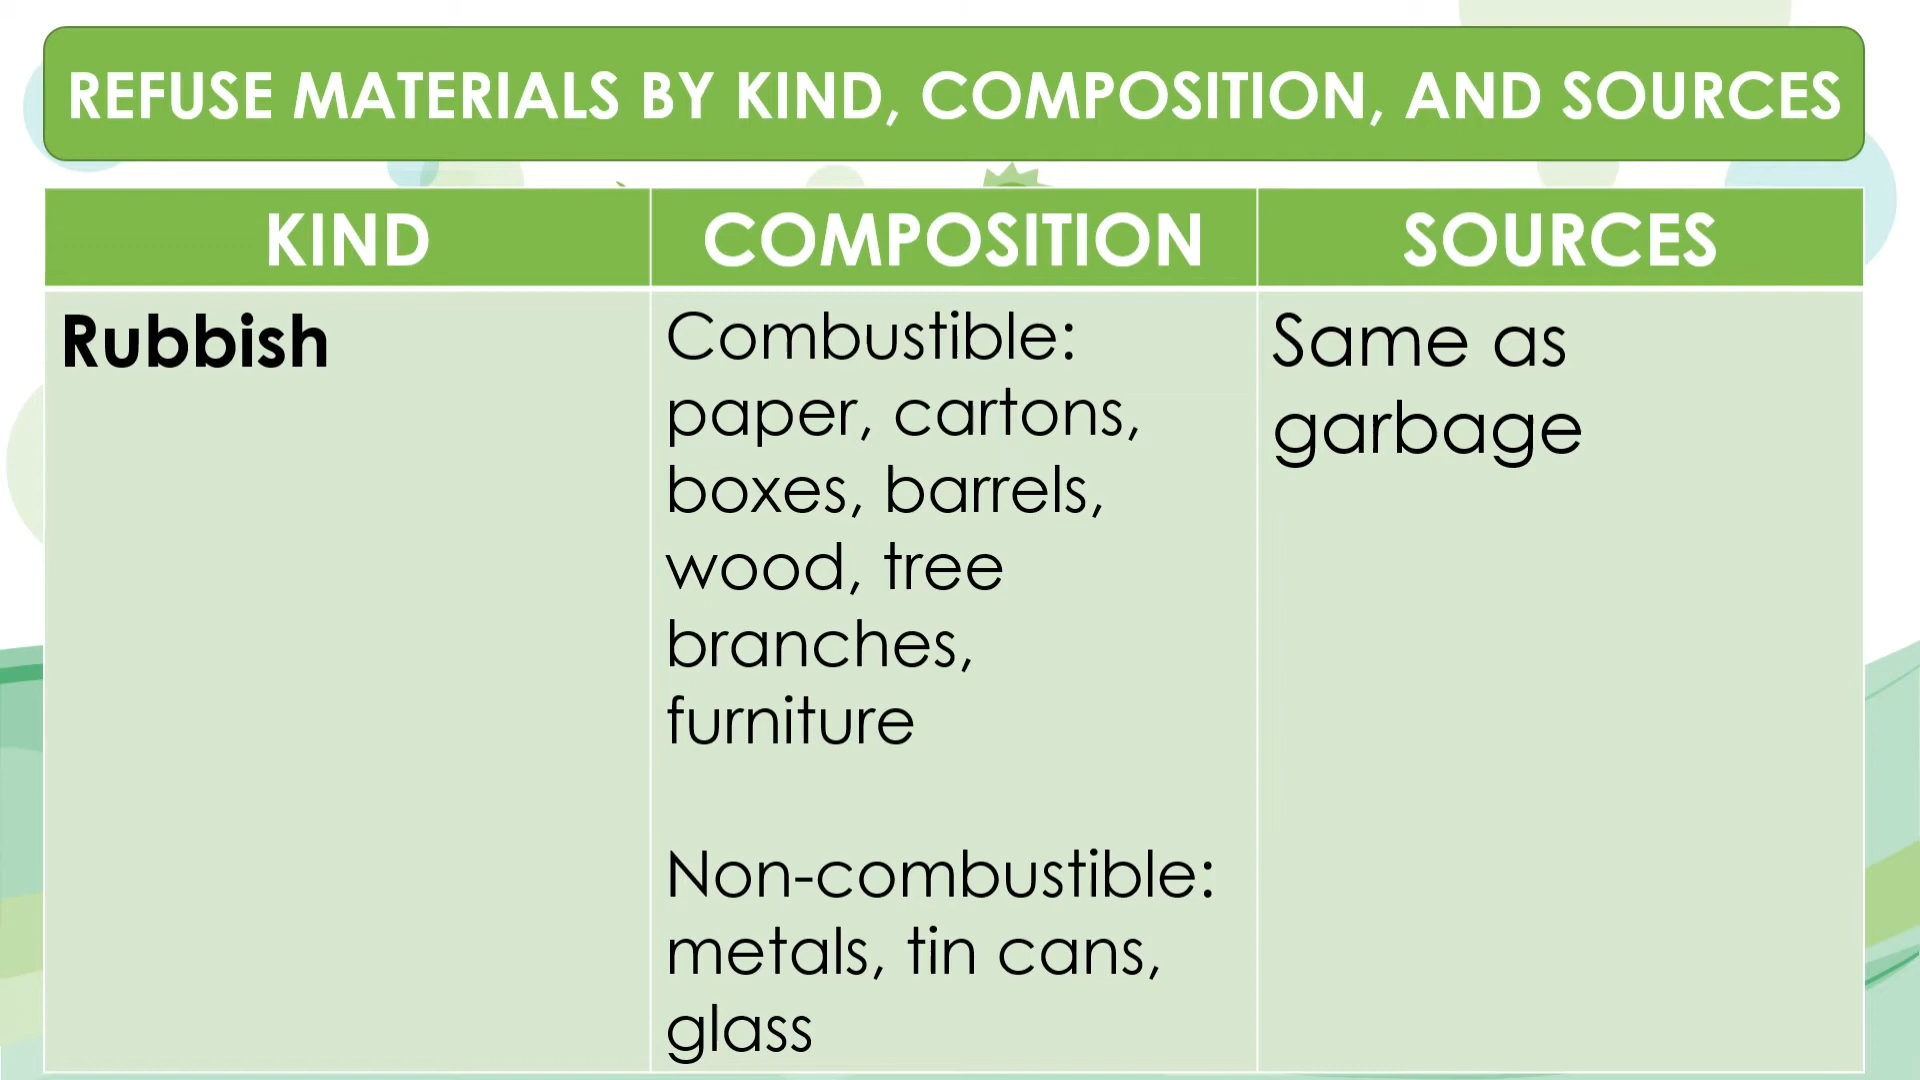 REFUSE MATERIALS BY KIND, COMPOSITION, AND SOURCES
KIND
COMPOSITION
SOURCES
Rubbish
Combustible:
paper, cartons,
boxes, barrels,
wood, tree
branches,
furniture
Non-combustible:
metals, tin cans,
glass
Same as
garbage